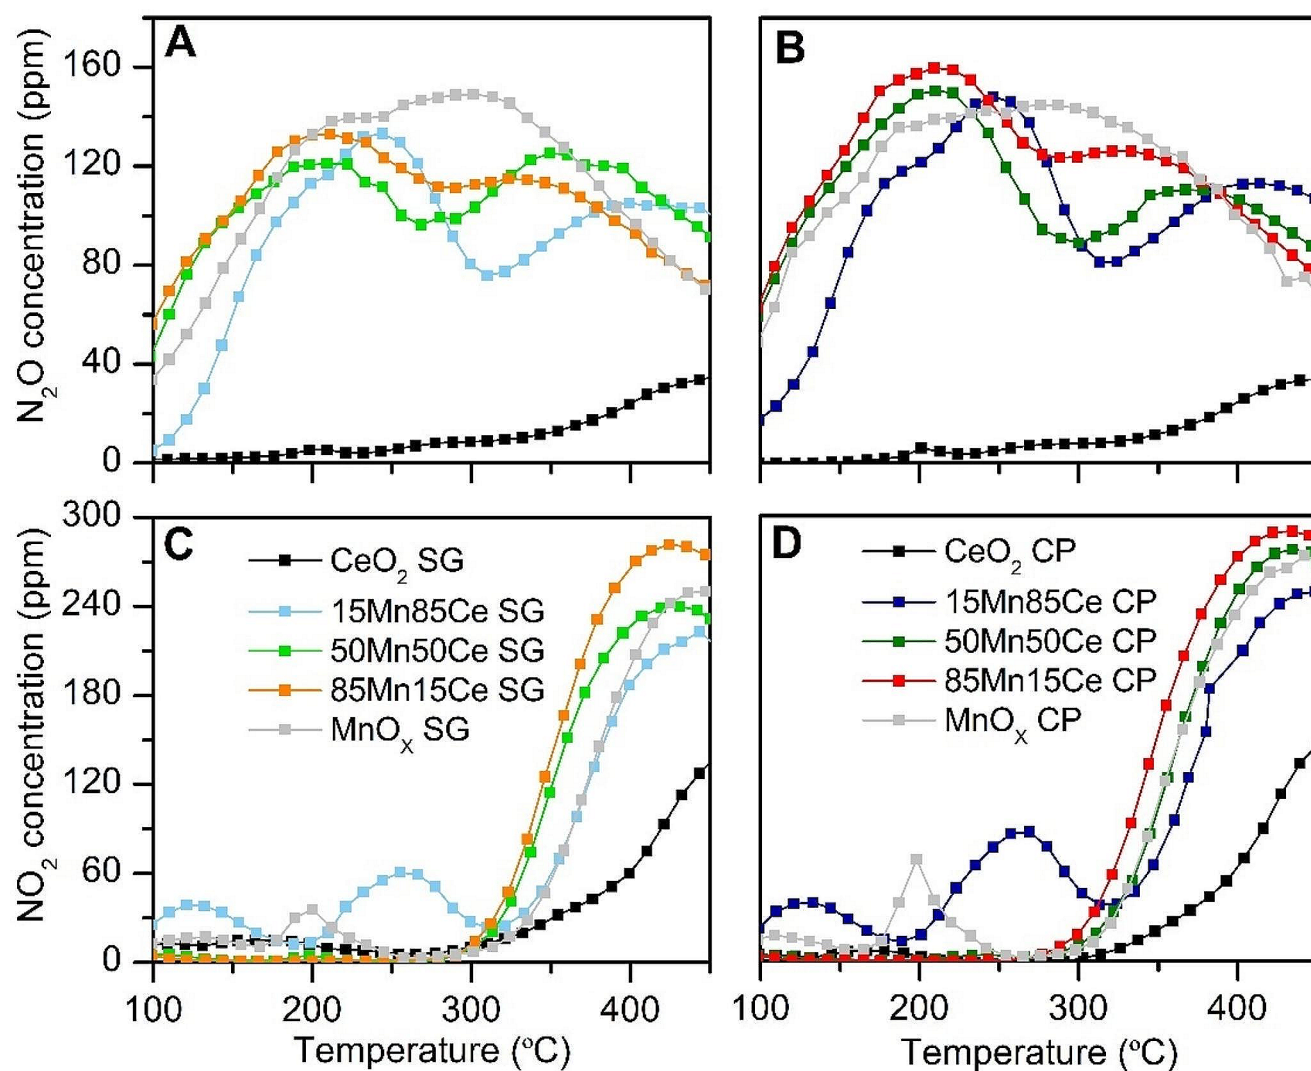 A
B
N₂O concentration (ppm)
160
120
80
40
0
C
D
NO₂ concentration (ppm)
300
240
180
120
60
0
CeO₂ SG
15Mn85Ce SG
50Mn50Ce SG
85Mn15Ce SG
MnOX SG
CeO₂ CP
15Mn85Ce CP
50Mn50Ce CP
85Mn15Ce CP
MnOX CP
100 200 300 400
100 200 300 400
Temperature (ºC)
Temperature (ºC)